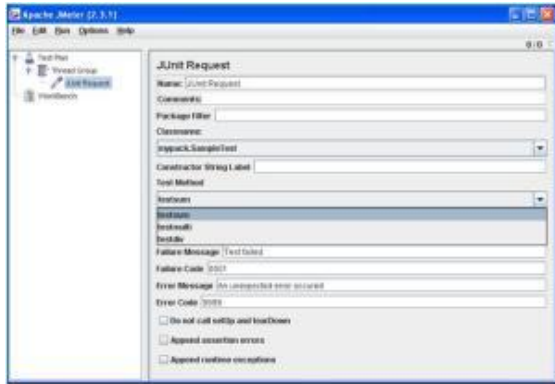 Apache JMeter (2.3.1)
File Edit Run Options Help
0 / 0
Test Plan
Thread Group
JUnit Request
WorkBench
JUnit Request
Name: JUnit Request
Comments:
Package Filter
Classname:
mypack.SampleTest
Constructor String Label
Test Method
testsum
testsum
testmulti
testdiv
Failure Message Test failed
Failure Code 0001
Error Message An unexpected error occured
Error Code 9999
Do not call setUp and tearDown
Append assertion errors
Append runtime exceptions